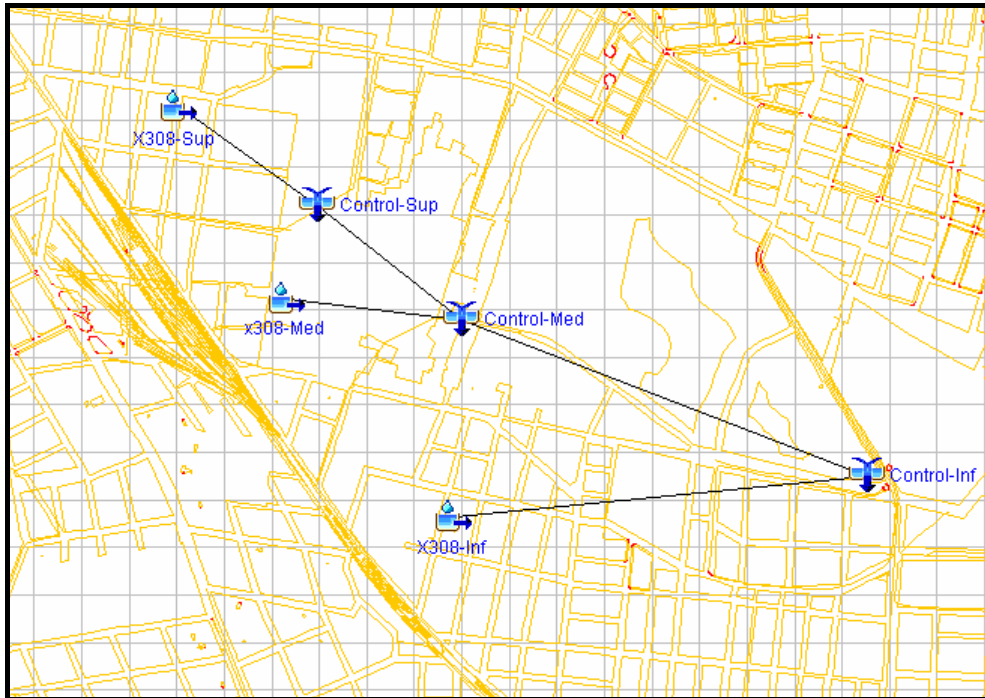 X308-Sup
Control-Sup
x308-Med
Control-Med
Control-Inf
X308-Inf